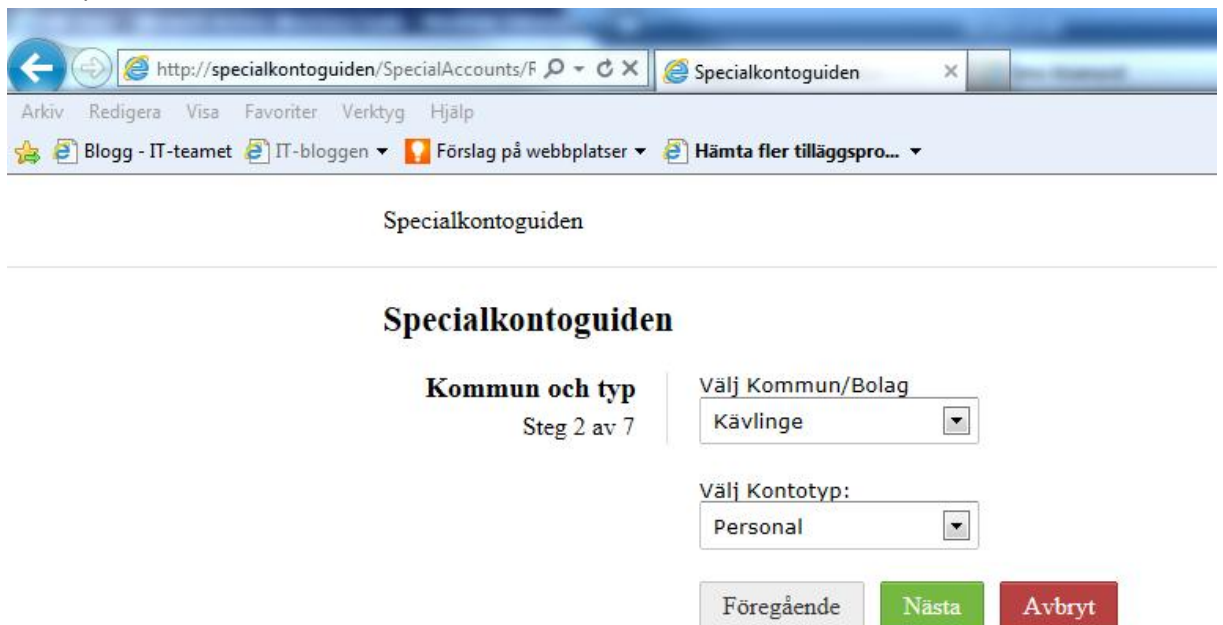 http://specialkontoguiden/SpecialAccounts/F
Specialkontoguiden
Arkiv Redigera Visa Favoriter Verktyg Hjälp
Blogg - IT-teamet IT-bloggen Förslag på webbplatser Hämta fler tilläggspro...
Specialkontoguiden
Specialkontoguiden
Kommun och typ
Steg 2 av 7
Välj Kommun/Bolag
Kävlinge
Välj Kontotyp:
Personal
Föregående Nästa Avbryt